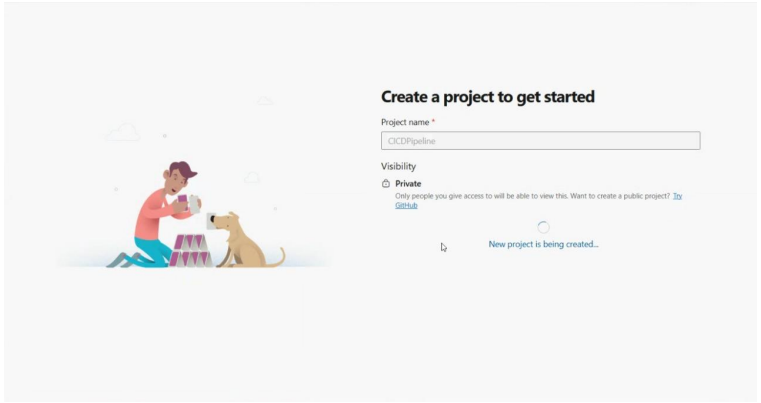 Create a project to get started
Project name *
CICDPipeline
Visibility
Private
Only people you give access to will be able to view this. Want to create a public project? Try
GitHub
New project is being created...